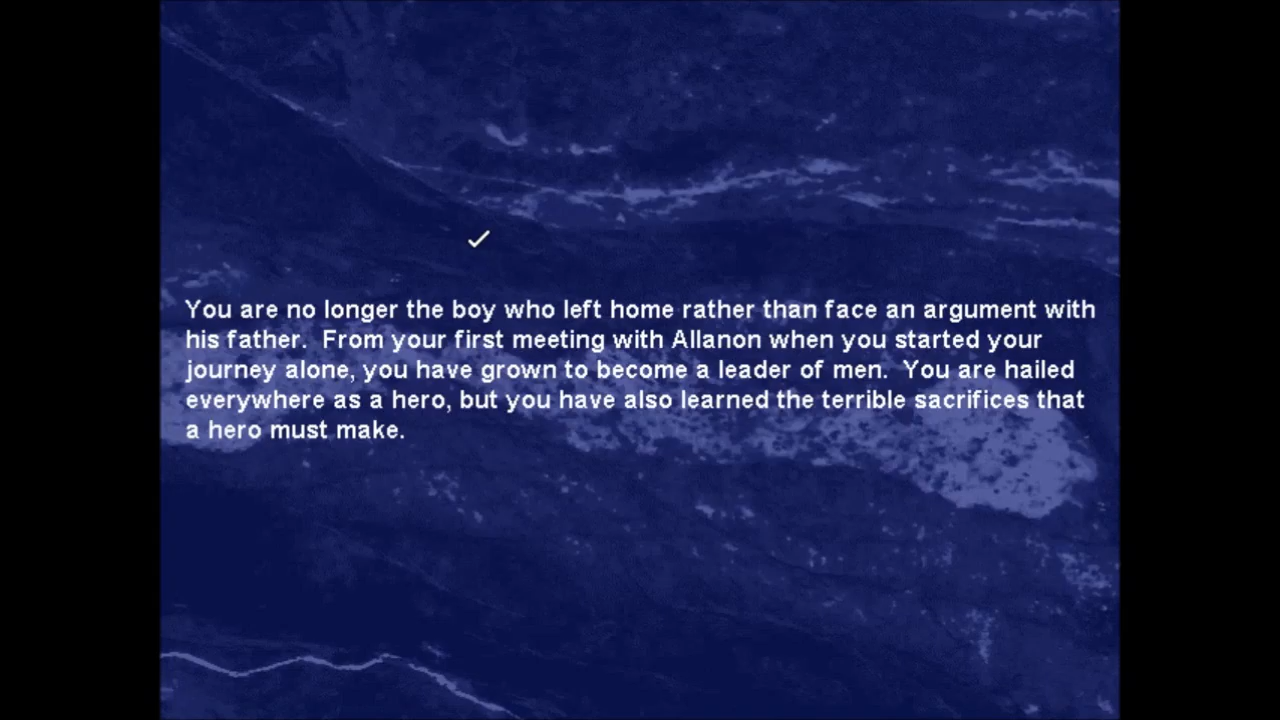 You are no longer the boy who left home rather than face an argument with
his father.  From your first meeting with Allanon when you started your
journey alone, you have grown to become a leader of men.  You are hailed
everywhere as a hero, but you have also learned the terrible sacrifices that
a hero must make.